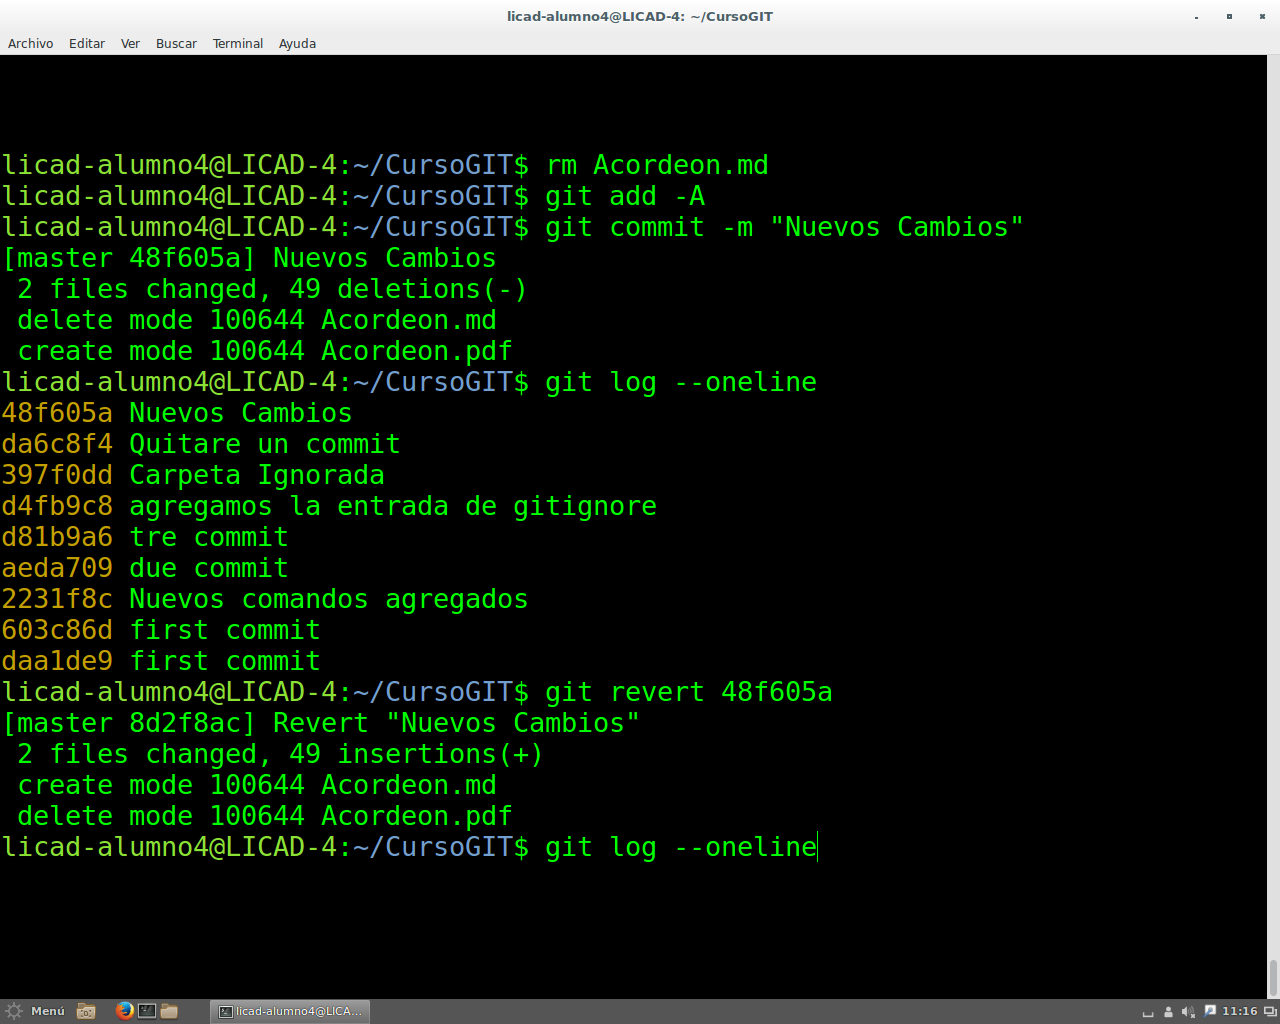 licad-alumno4@LICAD-4: ~/CursoGIT
Archivo Editar Ver Buscar Terminal Ayuda
licad-alumno4@LICAD-4:~/CursoGIT$ rm Acordeon.md
licad-alumno4@LICAD-4:~/CursoGIT$ git add -A
licad-alumno4@LICAD-4:~/CursoGIT$ git commit -m "Nuevos Cambios"
[master 48f605a] Nuevos Cambios
 2 files changed, 49 deletions(-)
 delete mode 100644 Acordeon.md
 create mode 100644 Acordeon.pdf
licad-alumno4@LICAD-4:~/CursoGIT$ git log --oneline
48f605a Nuevos Cambios
da6c8f4 Quitare un commit
397f0dd Carpeta Ignorada
d4fb9c8 agregamos la entrada de gitignore
d81b9a6 tre commit
aeda709 due commit
2231f8c Nuevos comandos agregados
603c86d first commit
daa1de9 first commit
licad-alumno4@LICAD-4:~/CursoGIT$ git revert 48f605a
[master 8d2f8ac] Revert "Nuevos Cambios"
 2 files changed, 49 insertions(+)
 create mode 100644 Acordeon.md
 delete mode 100644 Acordeon.pdf
licad-alumno4@LICAD-4:~/CursoGIT$ git log --oneline
Menú licad-alumno4@LICA... 11:16